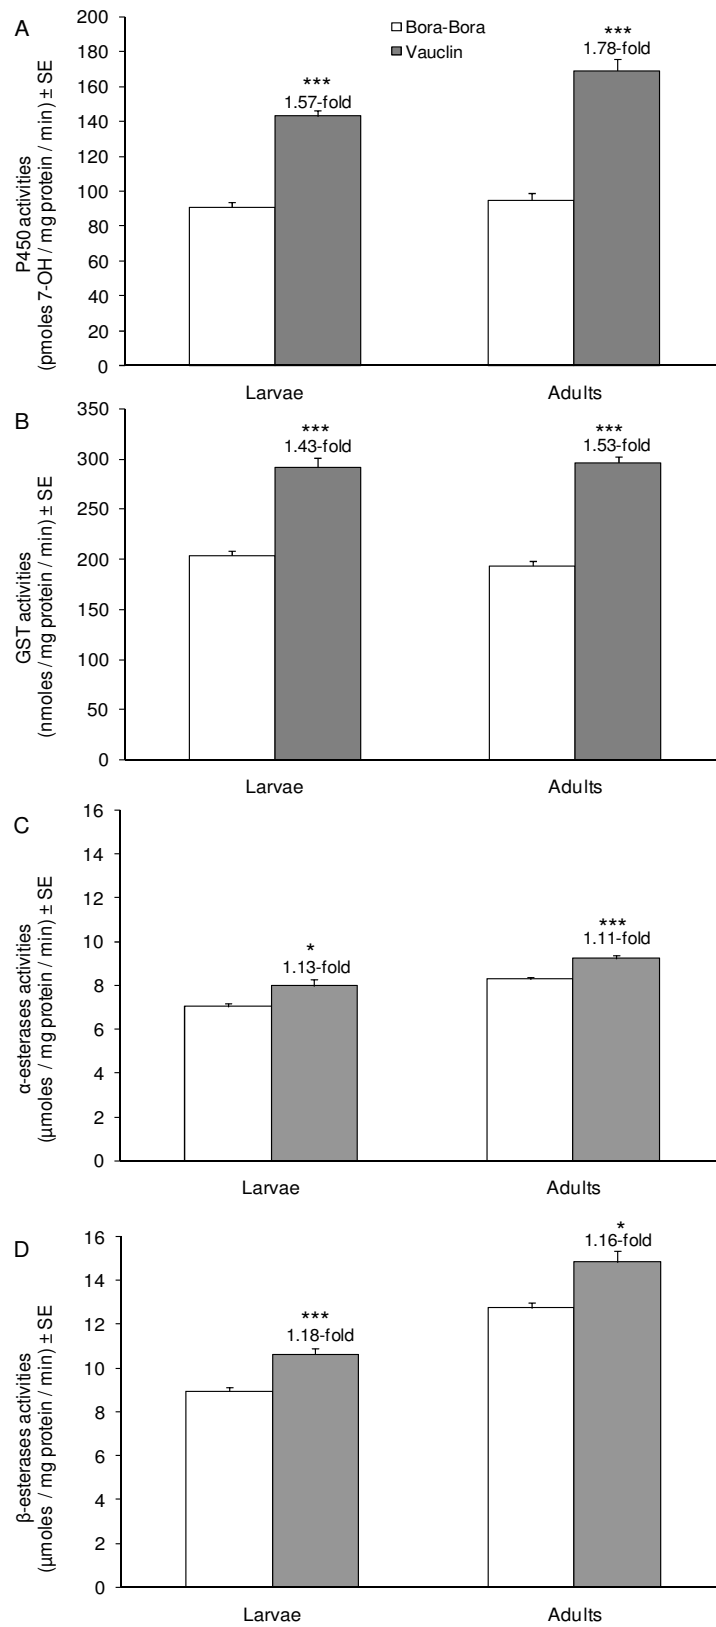 A
P450 activities
(pmoles 7-OH / mg protein / min) ± SE
200
180
160
140
120
100
80
60
40
20
0
Bora-Bora
Vauclin
***
1.57-fold
***
1.78-fold
Larvae
Adults
B
GST activities
(nmoles / mg protein / min) ± SE
350
300
250
200
150
100
50
0
***
1.43-fold
***
1.53-fold
Larvae
Adults
C
α-esterases activities
(µmoles / mg protein / min) ± SE
16
14
12
10
8
6
4
2
0
*
1.13-fold
***
1.11-fold
Larvae
Adults
D
β-esterases activities
(µmoles / mg protein / min) ± SE
16
14
12
10
8
6
4
2
0
***
1.18-fold
*
1.16-fold
Larvae
Adults